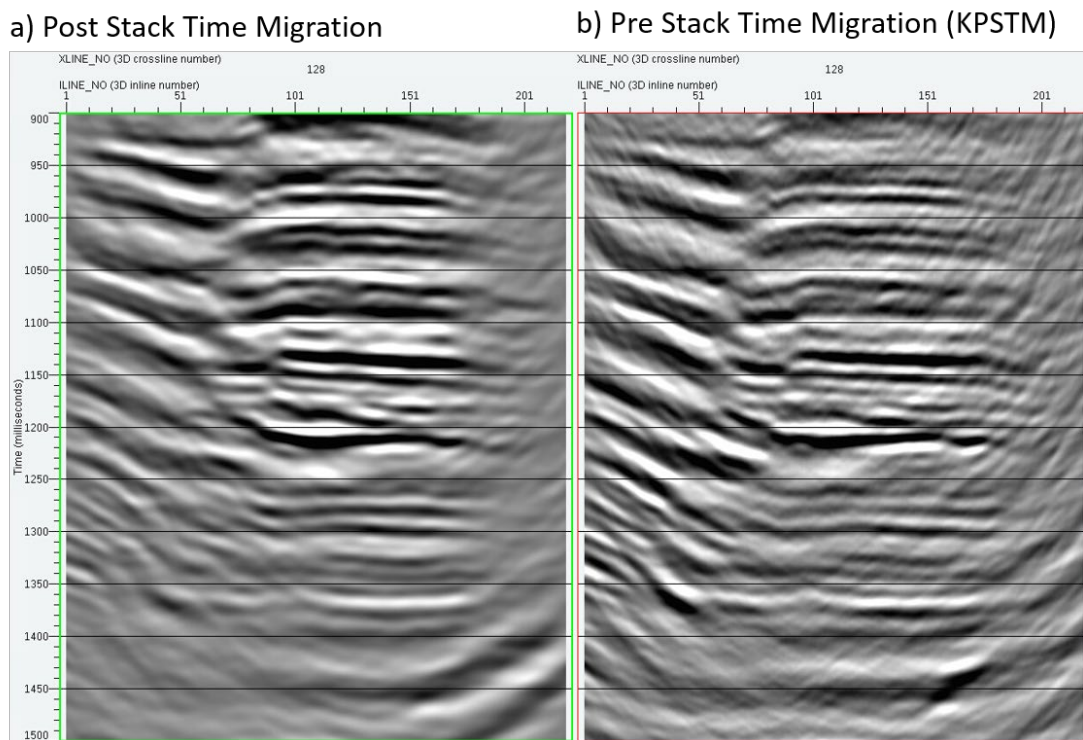 a) Post Stack Time Migration
b) Pre Stack Time Migration (KPSTM)
XLINE_NO (3D crossline number)
128
ILINE_NO (3D inline number)
1 51 101 151 201
XLINE_NO (3D crossline number)
128
ILINE_NO (3D inline number)
1 51 101 151 201
Time (milliseconds)
900
950
1000
1050
1100
1150
1200
1250
1300
1350
1400
1450
1500